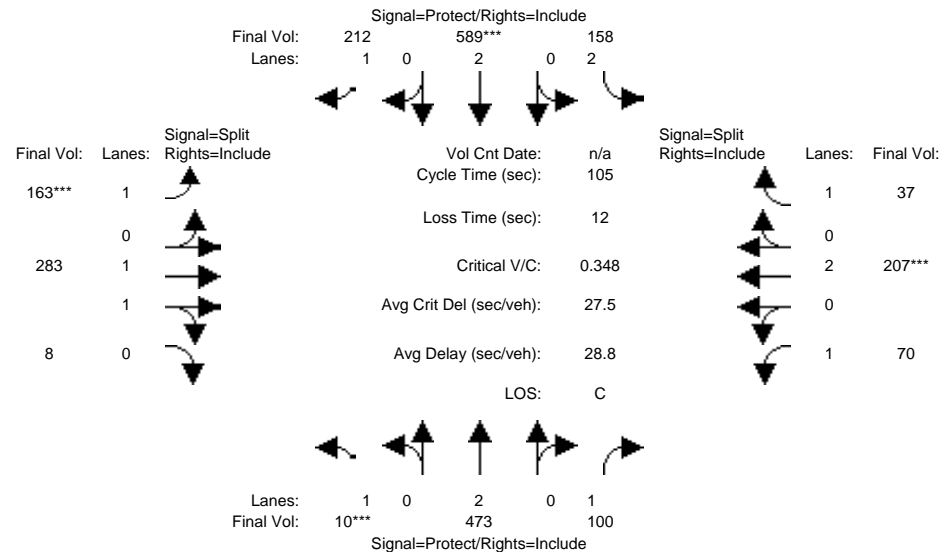 Signal=Protect/Rights=Include
Final Vol: 212 589*** 158
Lanes: 1 0 2 0 2
Signal=Split
Final Vol: Lanes: Rights=Include
Vol Cnt Date: n/a
Signal=Split
Rights=Include Lanes: Final Vol:
Cycle Time (sec): 105
163*** 1
1 37
Loss Time (sec): 12
0
0
283 1
Critical V/C: 0.348
2 207***
1
Avg Crit Del (sec/veh): 27.5
0
8 0
Avg Delay (sec/veh): 28.8
1 70
LOS: C
Lanes: 1 0 2 0 1
Final Vol: 10*** 473 100
Signal=Protect/Rights=Include